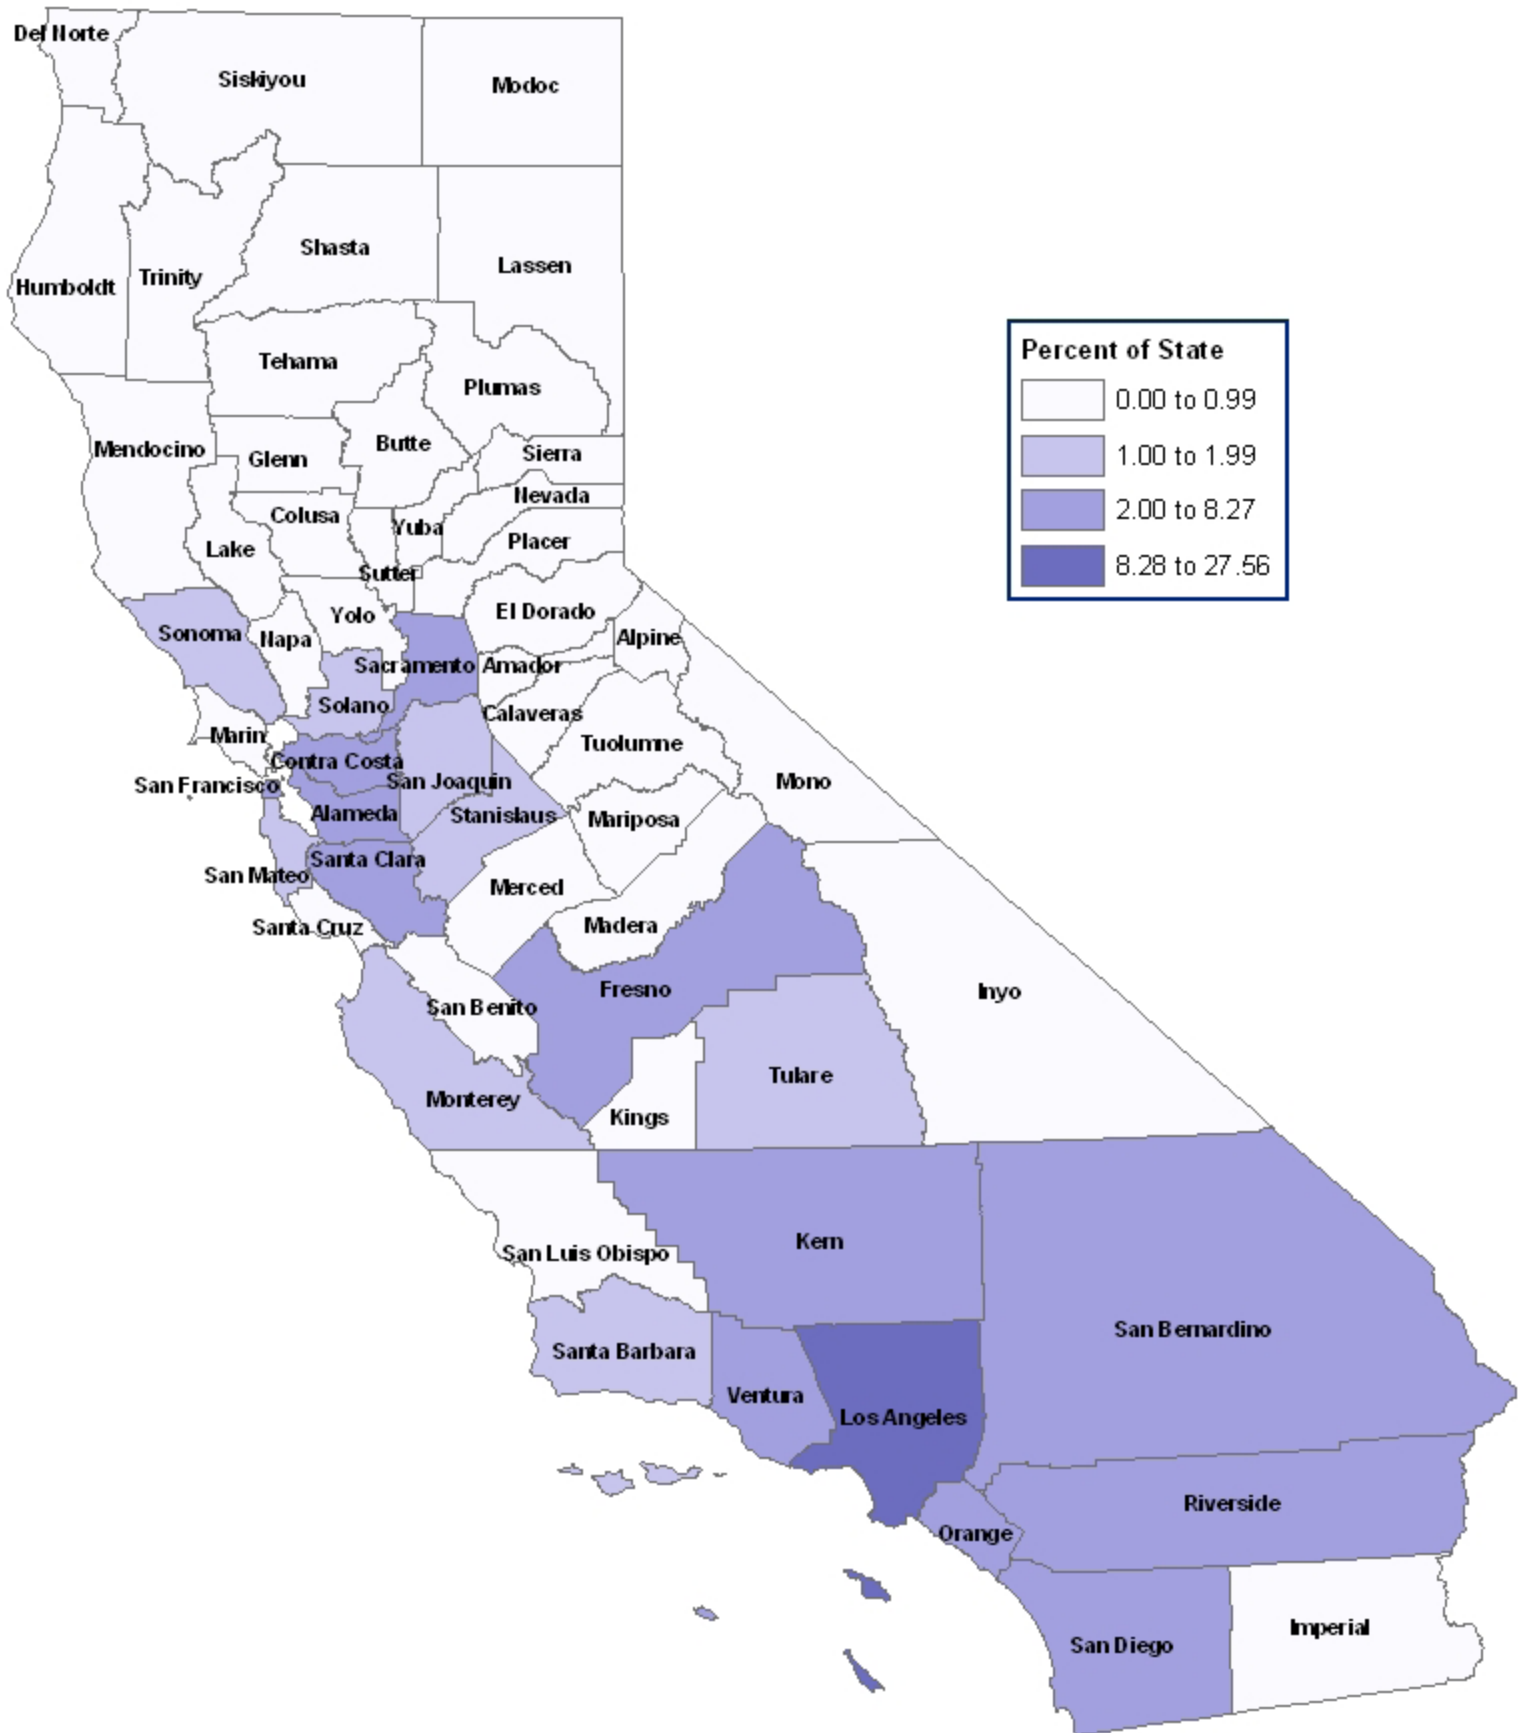 Del Norte
Siskiyou
Modoc
Humboldt
Trinity
Shasta
Lassen
Tehama
Plumas
Mendocino
Glenn
Butte
Sierra
Nevada
Colusa
Yuba
Placer
Lake
Sutter
Percent of State
0.00 to 0.99
1.00 to 1.99
2.00 to 8.27
8.28 to 27.56
Yolo
El Dorado
Sonoma
Napa
Alpine
Sacramento
Amador
Solano
Calaveras
Marin
Tuolumne
Contra Costa
San Francisco
San Joaquin
Mono
Alameda
Stanislaus
Mariposa
Santa Clara
San Mateo
Merced
Santa Cruz
Madera
Fresno
Inyo
San Benito
Tulare
Monterey
Kings
San Luis Obispo
Kern
Santa Barbara
San Bernardino
Ventura
Los Angeles
Riverside
Orange
San Diego
Imperial